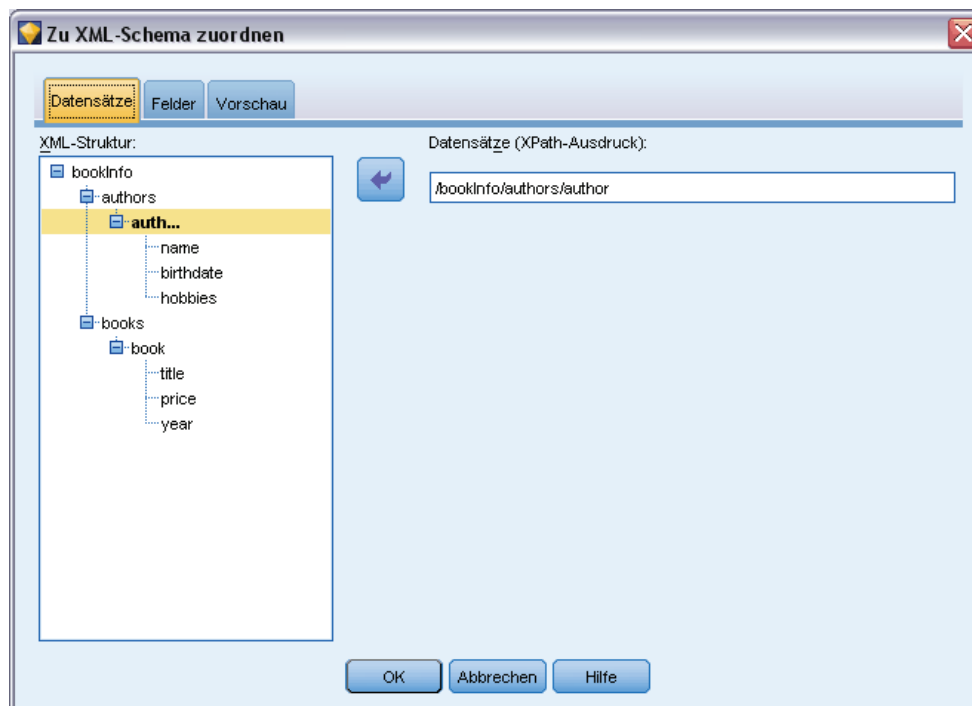 Zu XML-Schema zuordnen
Datensätze
Felder
Vorschau
XML-Struktur:
bookInfo
authors
auth...
name
birthdate
hobbies
books
book
title
price
year
Datensätze (XPath-Ausdruck):
/bookInfo/authors/author
OK
Abbrechen
Hilfe